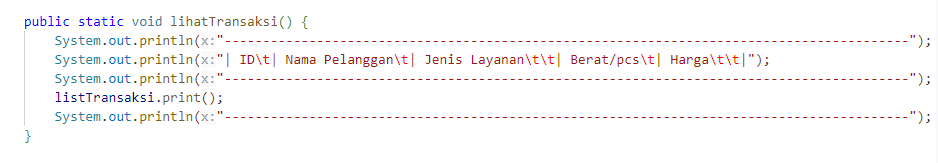 public static void lihatTransaksi() {
System.out.println(x:"-----------------------------------------------------------------------------------------");
System.out.println(x:"| ID\t| Nama Pelanggan\t| Jenis Layanan\t\t| Berat/pcs\t| Harga\t\t|");
System.out.println(x:"-----------------------------------------------------------------------------------------");
listTransaksi.print();
System.out.println(x:"-----------------------------------------------------------------------------------------");
}